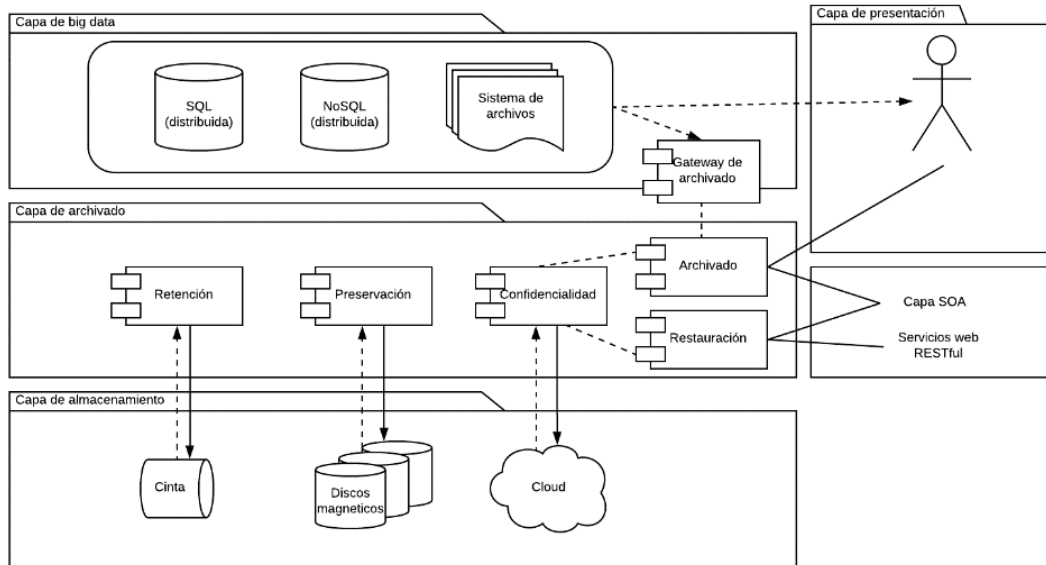 Capa de big data
Capa de presentación
SQL
(distribuida)
NoSQL
(distribuida)
Sistema de
archivos
Gateway de
archivado
Capa de archivado
Retención
Preservación
Confidencialidad
Archivado
Restauración
Capa SOA
Servicios web
RESTful
Capa de almacenamiento
Cinta
Discos
magneticos
Cloud